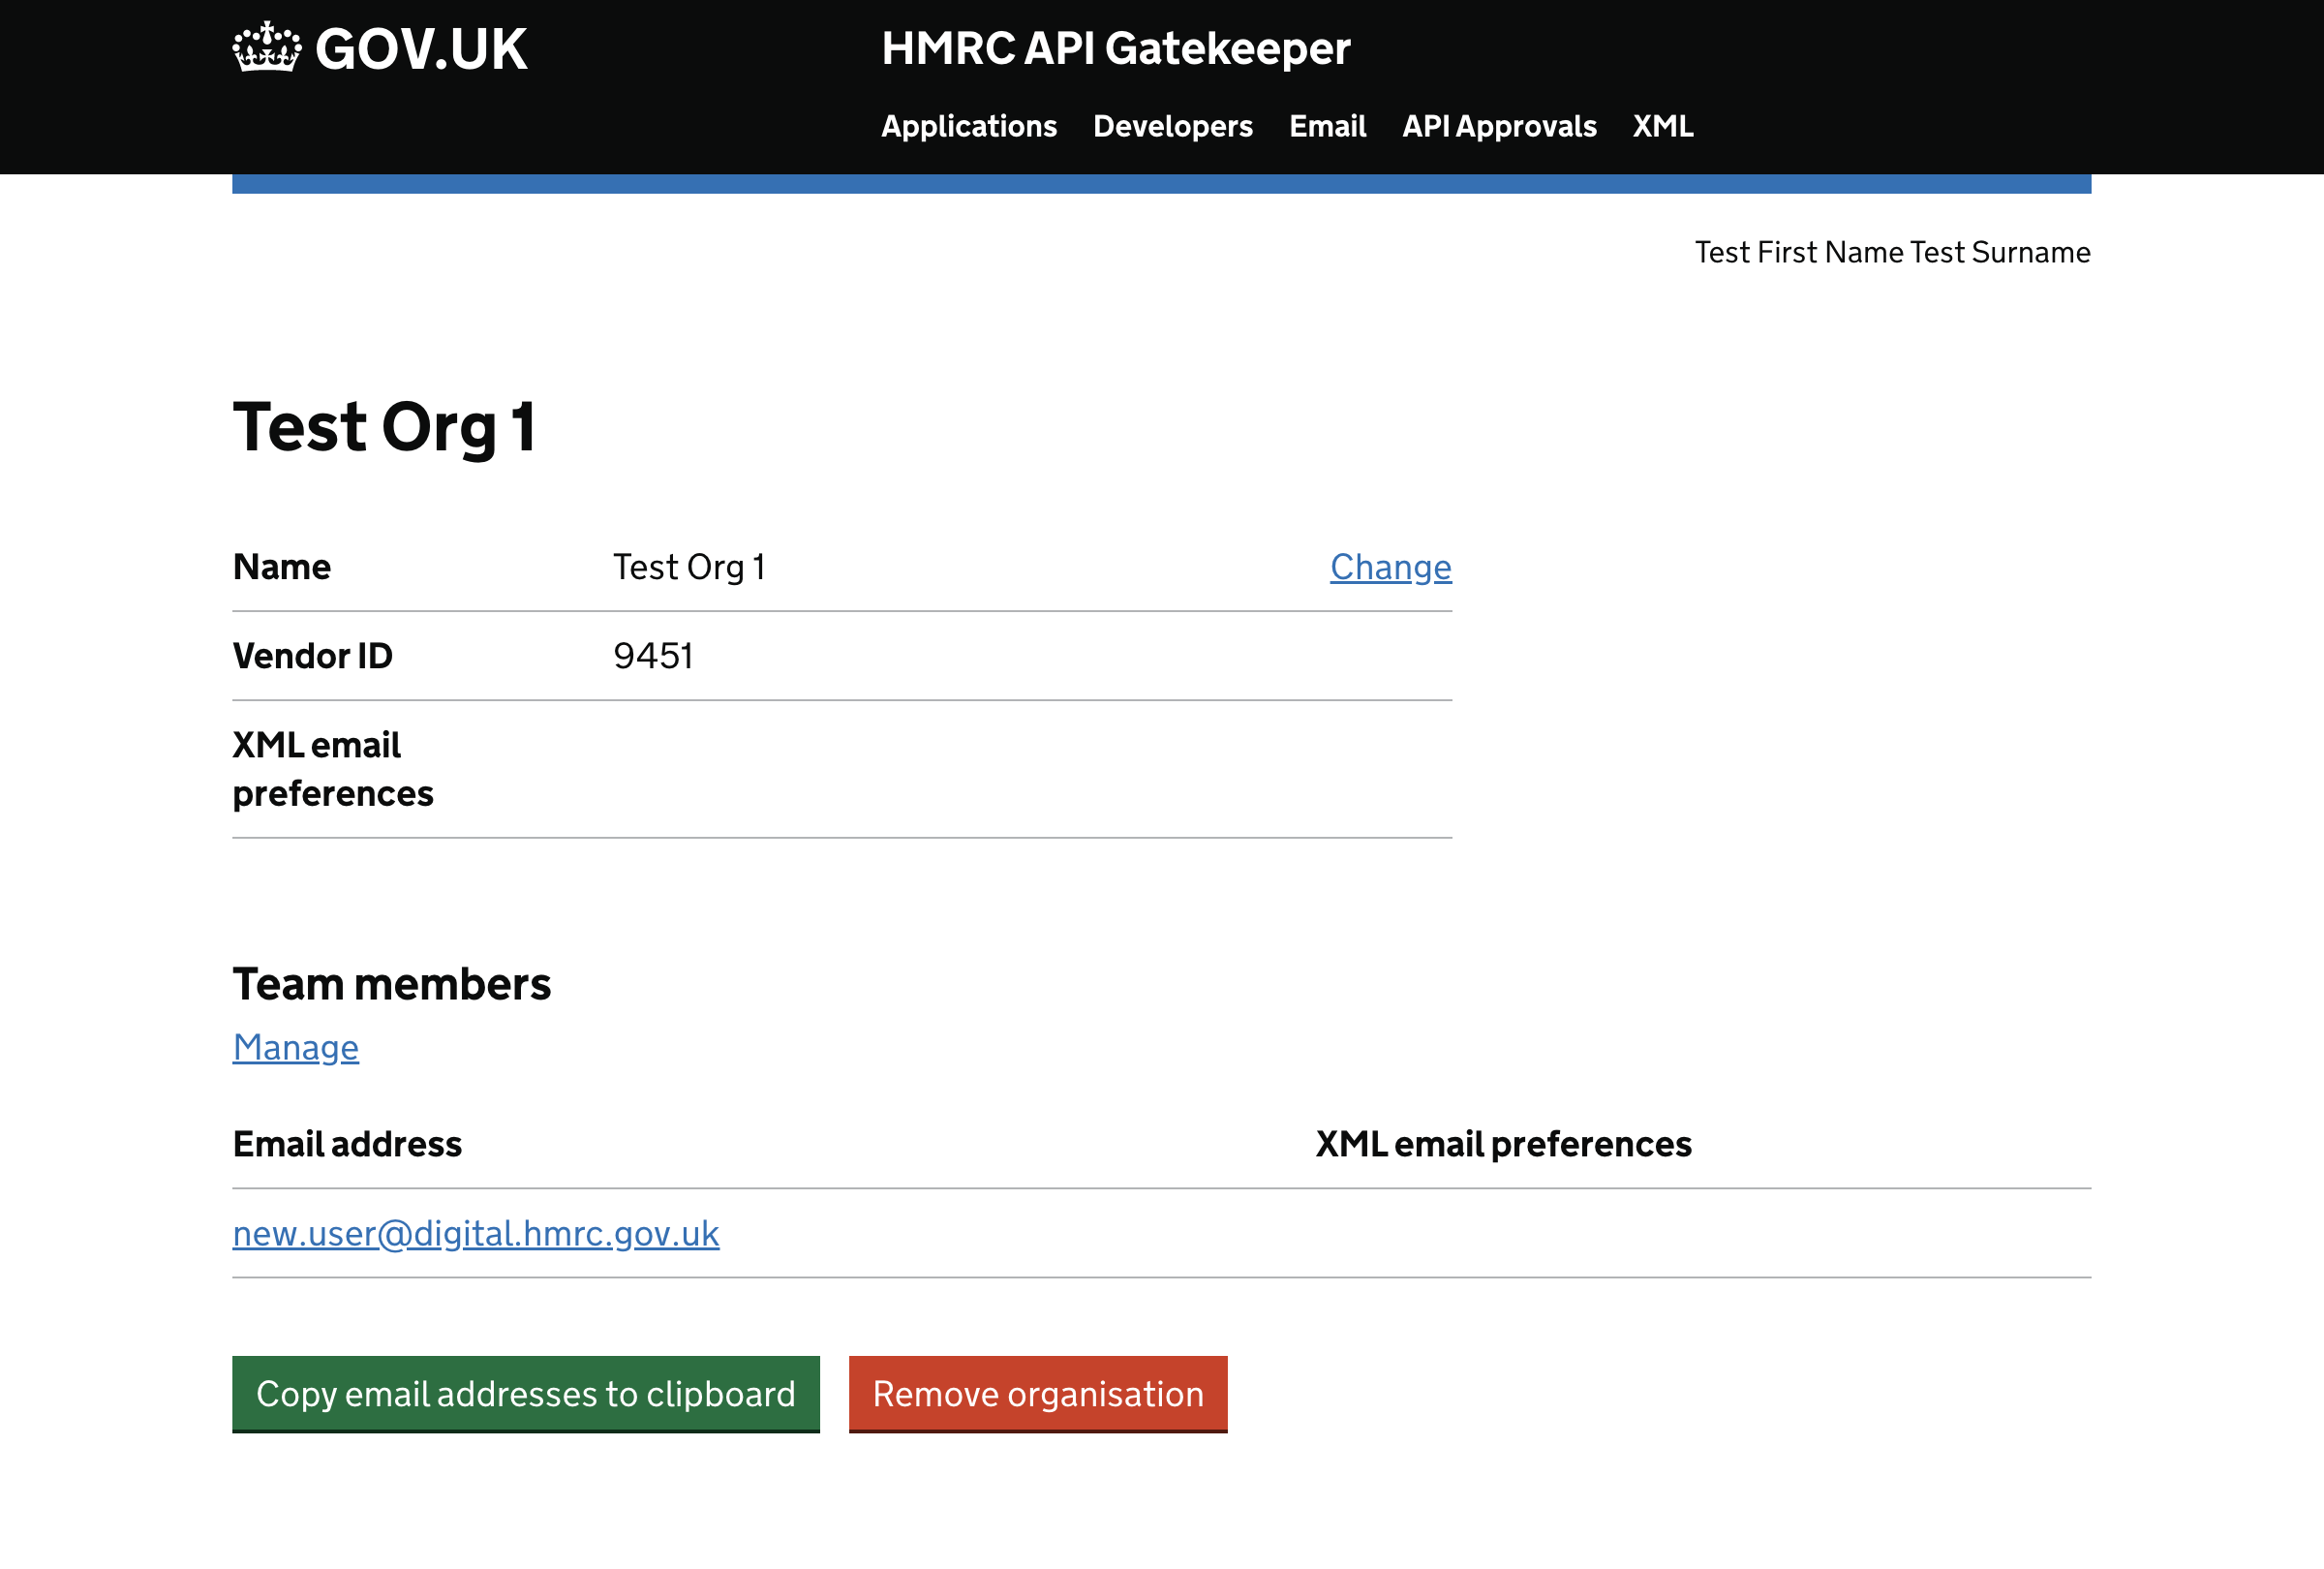 GOV.UK
HMRC API Gatekeeper
Applications Developers Email API Approvals XML
Test First Name Test Surname
Test Org 1
Name Test Org 1 Change
Vendor ID 9451
XML email
preferences
Team members
Manage
Email address XML email preferences
new.user@digital.hmrc.gov.uk
Copy email addresses to clipboard Remove organisation